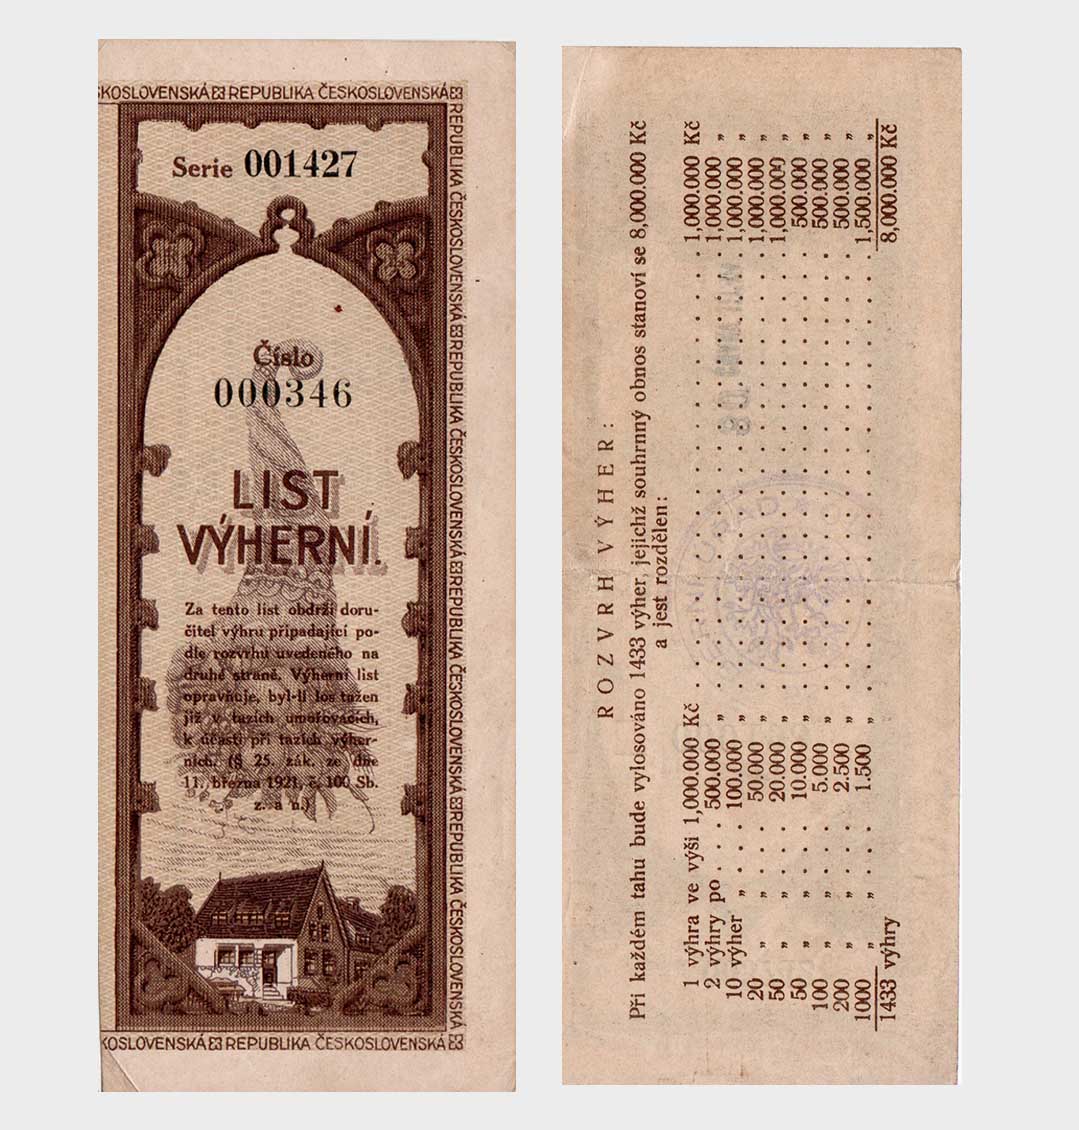 KOSLOVENSKÁ REPUBLIKA ČESKOSLOVENSKÁ
REPUBLIKA ČESKOSLOVENSKÁ REPUBLIKA ČESKOSLOVENSKÁ REPUBLIKA ČESKOSLOVENSKÁ REPUBLIKA ČESKOSLOVENSKÁ
Serie 001427
Číslo
000346
LIST
VÝHERNÍ.
Za tento list obdrží doru-
čitel výhru připadající po-
dle rozvrhu uvedeného na
druhé straně. Výherní list
opravňuje, byl-li los tažen
již v tazích umořovacích,
k účasti při tazích výher-
ních. (§ 25. zák. ze dne
11. března 1921, č. 100 Sb.
z. a n.)
KOSLOVENSKÁ REPUBLIKA ČESKOSLOVENSKÁ
ROZVRH VÝHER:
Při každém tahu bude vylosováno 1433 výher, jejichž souhrnný obnos stanoví se 8,000.000 Kč
a jest rozdělen:
1 výhra ve výši 1,000.000 Kč . . . . . 1,000.000 Kč
2 výhry po . . . 500.000 „ . . . . . 1,000.000 „
10 výher „ . . . 100.000 „ . . . . . 1,000.000 „
20 „ „ . . . 50.000 „ . . . . . 1,000.000 „
50 „ „ . . . 20.000 „ . . . . . 1,000.000 „
50 „ „ . . . 10.000 „ . . . . . 500.000 „
100 „ „ . . . 5.000 „ . . . . . 500.000 „
200 „ „ . . . 2.500 „ . . . . . 500.000 „
1000 „ „ . . . 1.500 „ . . . . . 1,500.000 „
1433 výhry 8,000.000 Kč